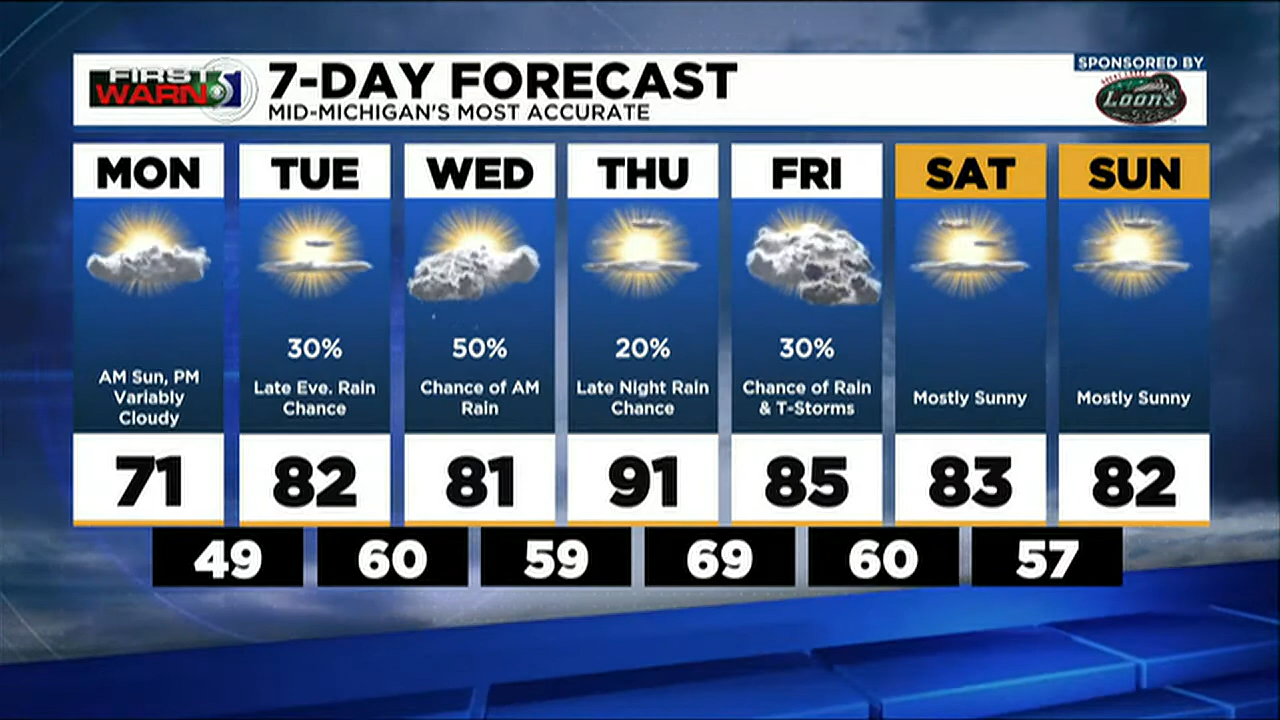 FIRST
WARN 5
7-DAY FORECAST
MID-MICHIGAN'S MOST ACCURATE
SPONSORED BY
Loons
MON
TUE
WED
THU
FRI
SAT
SUN
30%
50%
20%
30%
AM Sun, PM
Variably
Cloudy
Late Eve. Rain
Chance
Chance of AM
Rain
Late Night Rain
Chance
Chance of Rain
& T-Storms
Mostly Sunny
Mostly Sunny
71
82
81
91
85
83
82
49
60
59
69
60
57